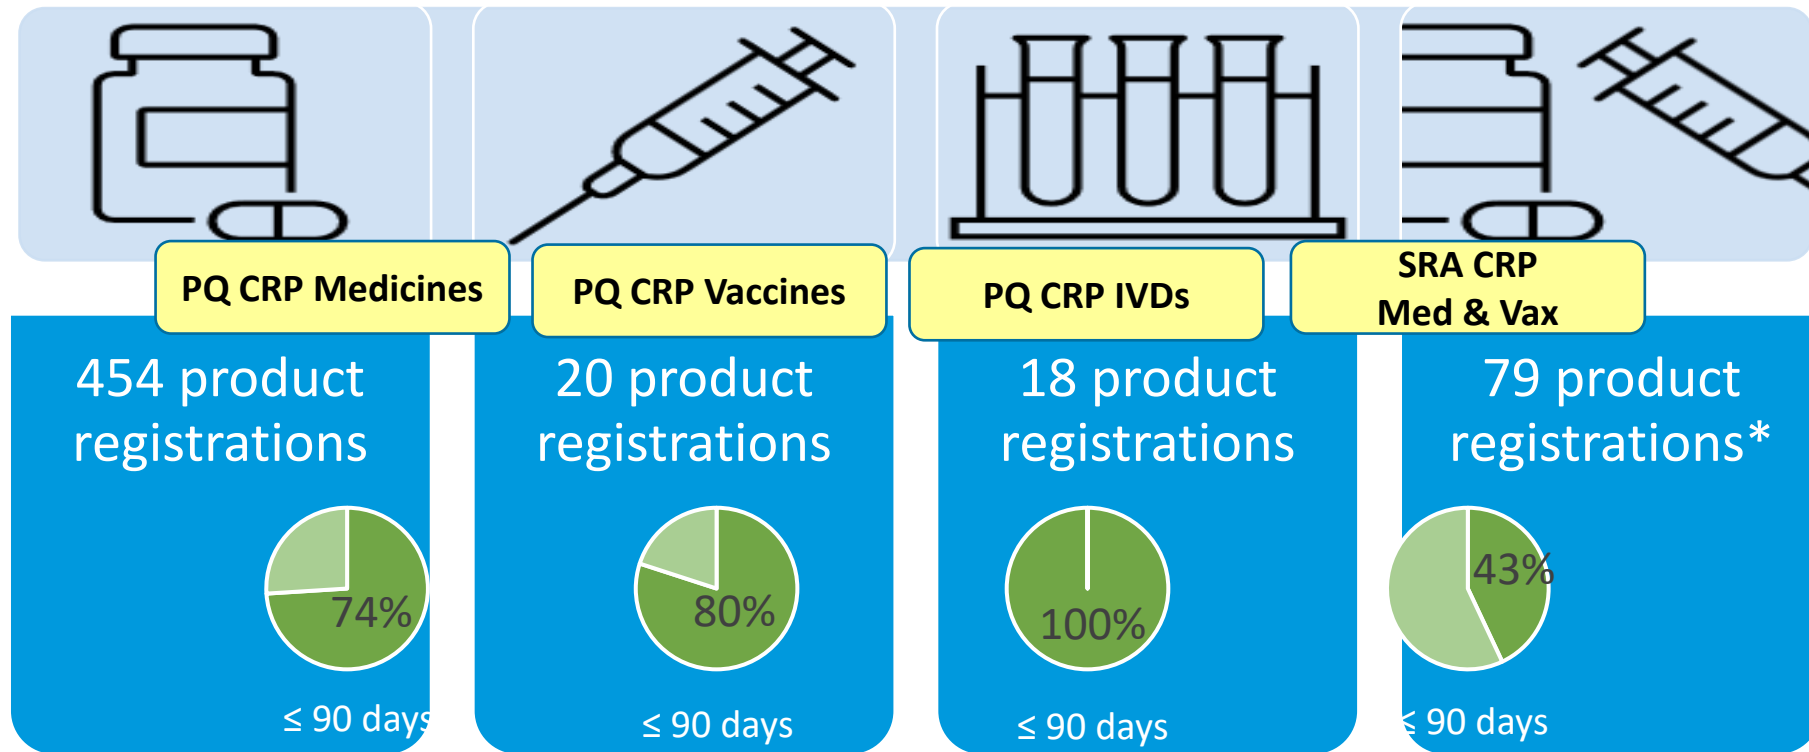 PQ CRP Medicines
454 product
registrations
74%
≤ 90 days
PQ CRP Vaccines
20 product
registrations
80%
≤ 90 days
PQ CRP IVDs
18 product
registrations
100%
≤ 90 days
SRA CRP
Med & Vax
79 product
registrations*
43%
≤ 90 days